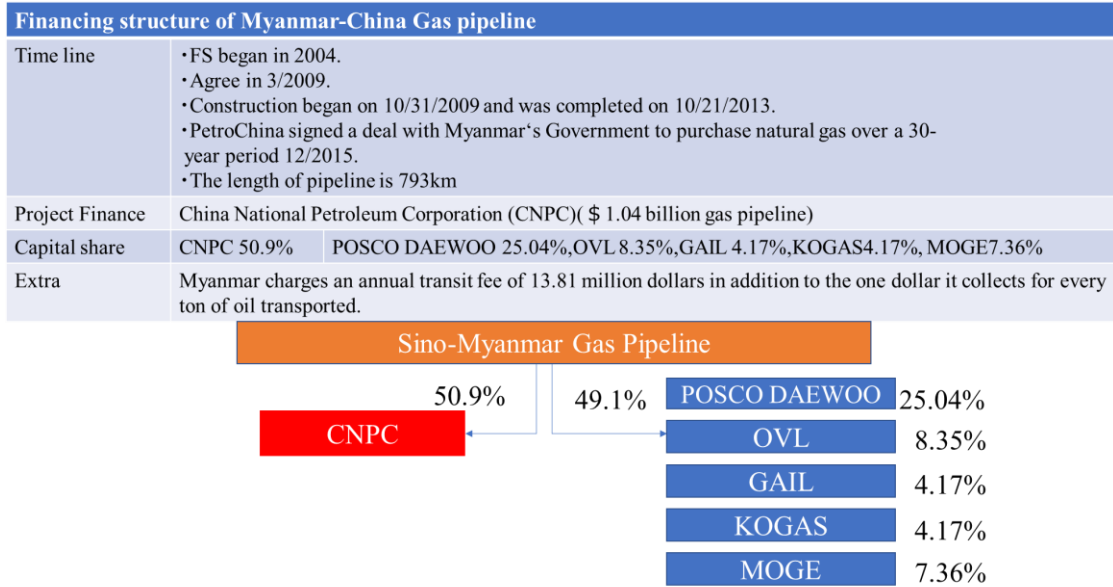 Financing structure of Myanmar-China Gas pipeline
Time line
・FS began in 2004.
・Agree in 3/2009.
・Construction began on 10/31/2009 and was completed on 10/21/2013.
・PetroChina signed a deal with Myanmar‘s Government to purchase natural gas over a 30-
year period 12/2015.
・The length of pipeline is 793km
Project Finance
China National Petroleum Corporation (CNPC)(＄1.04 billion gas pipeline)
Capital share
CNPC 50.9%
POSCO DAEWOO 25.04%,OVL 8.35%,GAIL 4.17%,KOGAS4.17%, MOGE7.36%
Extra
Myanmar charges an annual transit fee of 13.81 million dollars in addition to the one dollar it collects for every
ton of oil transported.
Sino-Myanmar Gas Pipeline
50.9%
49.1%
CNPC
POSCO DAEWOO 25.04%
OVL 8.35%
GAIL 4.17%
KOGAS 4.17%
MOGE 7.36%